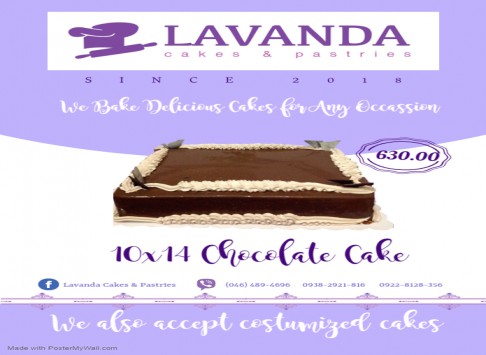 LAVANDA
cakes & pastries
SINCE 2018
We Bake Delicious Cakes for Any Occassion
630.00
10x14 Chocolate Cake
Lavanda Cakes & Pastries (046) 489-4696 0938-2921-816 0922-8128-356
We also accept costumized cakes
Made with PosterMyWall.com